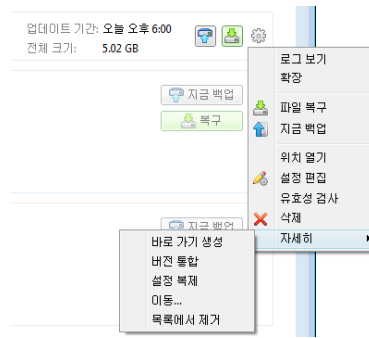 업데이트 기간: 오늘 오후 6:00
전체 크기: 5.02 GB
로그 보기
확장
지금 백업
파일 복구
복구
지금 백업
위치 열기
설정 편집
유효성 검사
삭제
지금 백업
자세히
바로 가기 생성
버전 통합
설정 복제
이동...
목록에서 제거